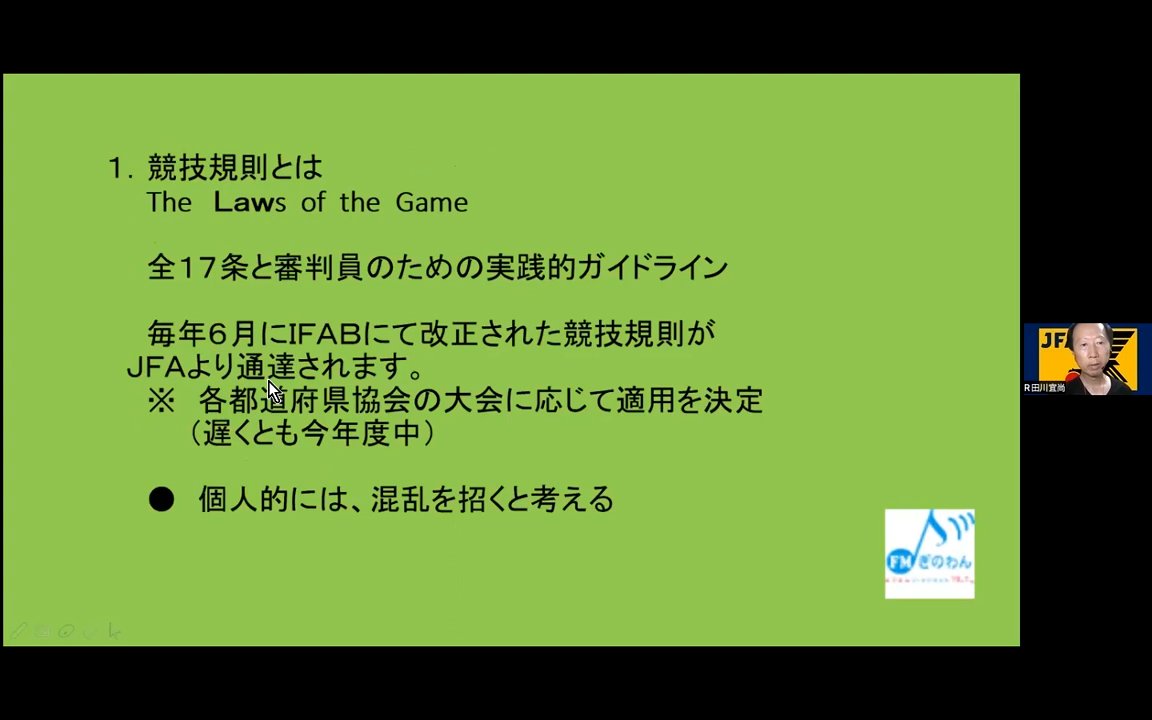 １．競技規則とは
The Laws of the Game
全１７条と審判員のための実践的ガイドライン
毎年６月にIFABにて改正された競技規則が
JFAより通達されます。
※ 各都道府県協会の大会に応じて適用を決定
（遅くとも今年度中）
● 個人的には、混乱を招くと考える
FMぎのわん
JFA
R田川宜尚